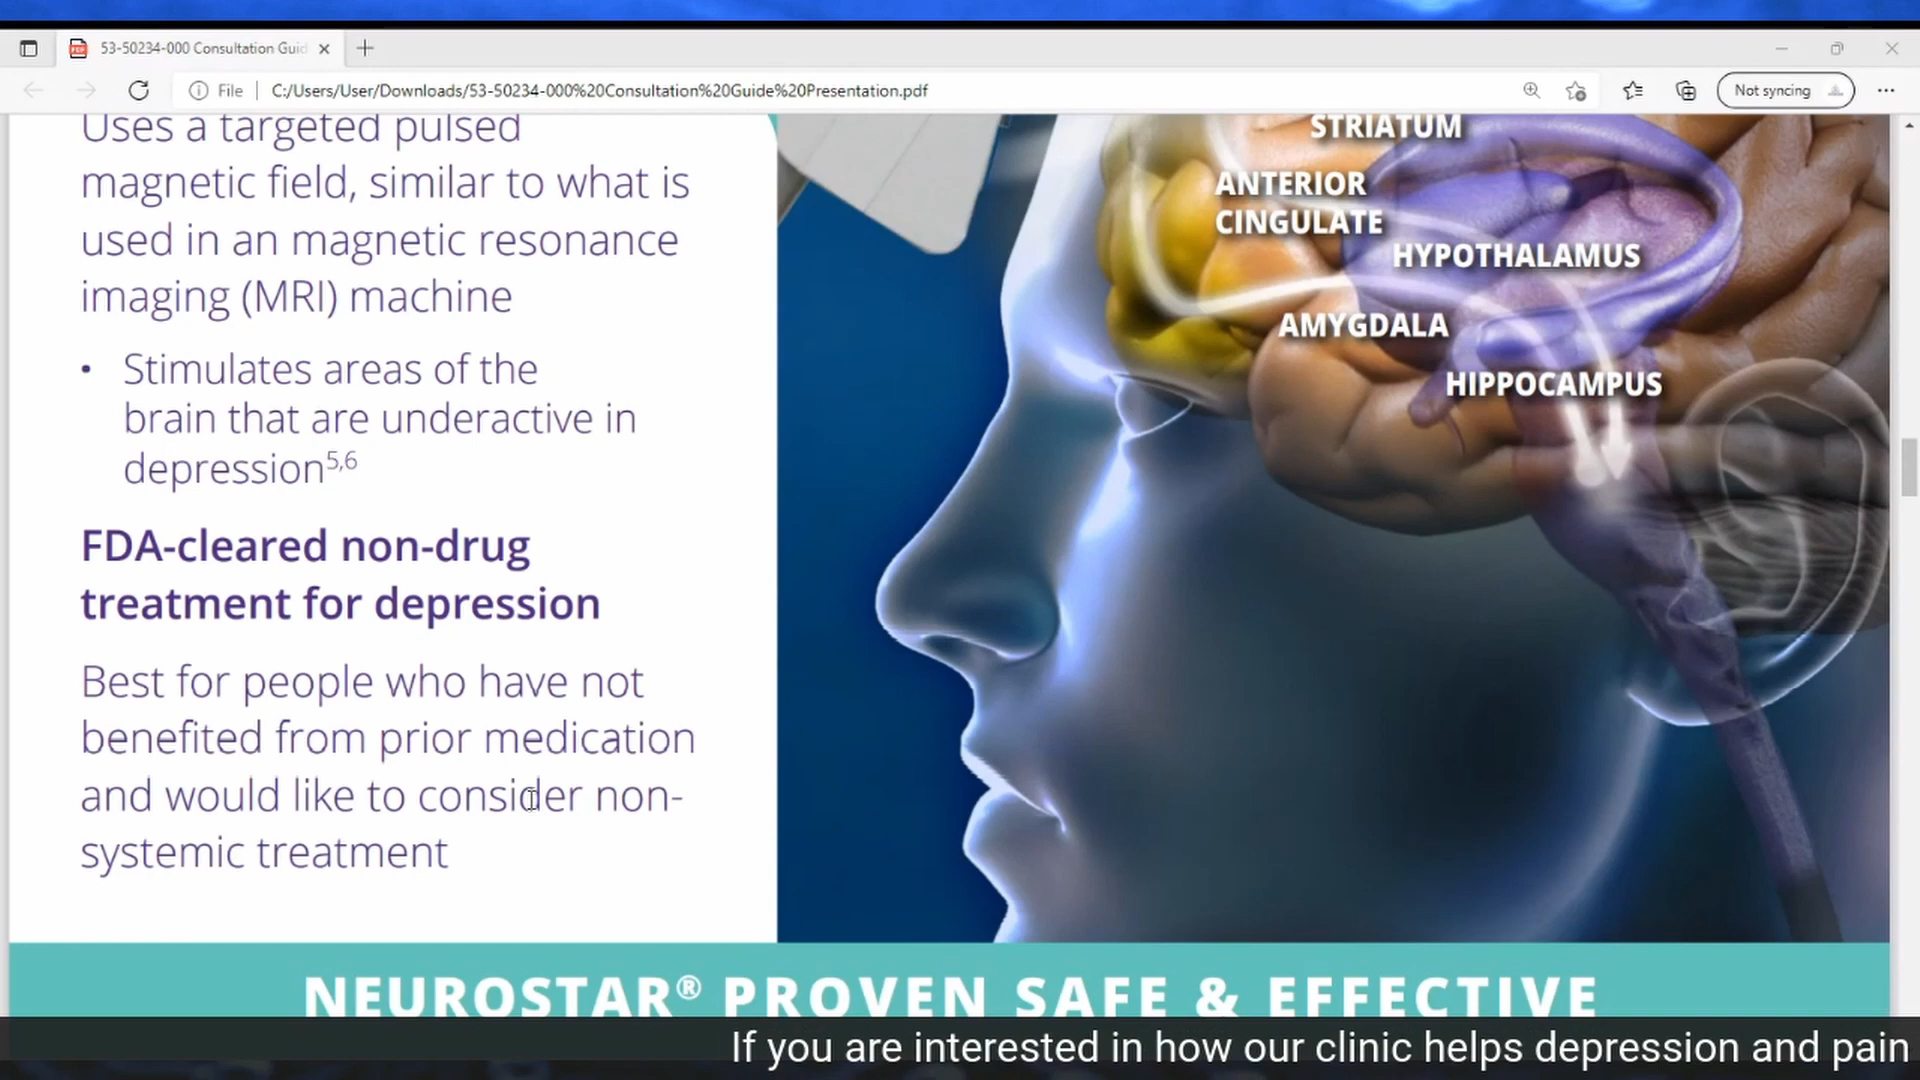 53-50234-000 Consultation Guid
File
C:/Users/User/Downloads/53-50234-000%20Consultation%20Guide%20Presentation.pdf
Not syncing
Uses a targeted pulsed
magnetic field, similar to what is
used in an magnetic resonance
imaging (MRI) machine
• Stimulates areas of the
brain that are underactive in
depression5,6
FDA-cleared non-drug
treatment for depression
Best for people who have not
benefited from prior medication
and would like to consider non-
systemic treatment
STRIATUM
ANTERIOR
CINGULATE
HYPOTHALAMUS
AMYGDALA
HIPPOCAMPUS
NEUROSTAR® PROVEN SAFE & EFFECTIVE
If you are interested in how our clinic helps depression and pain